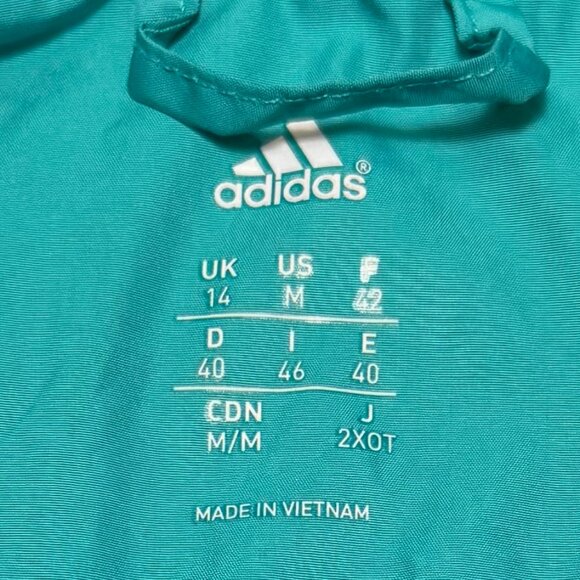 adidas®
UK US F
14 M 42
D I E
40 46 40
CDN J
M/M 2XOT
MADE IN VIETNAM